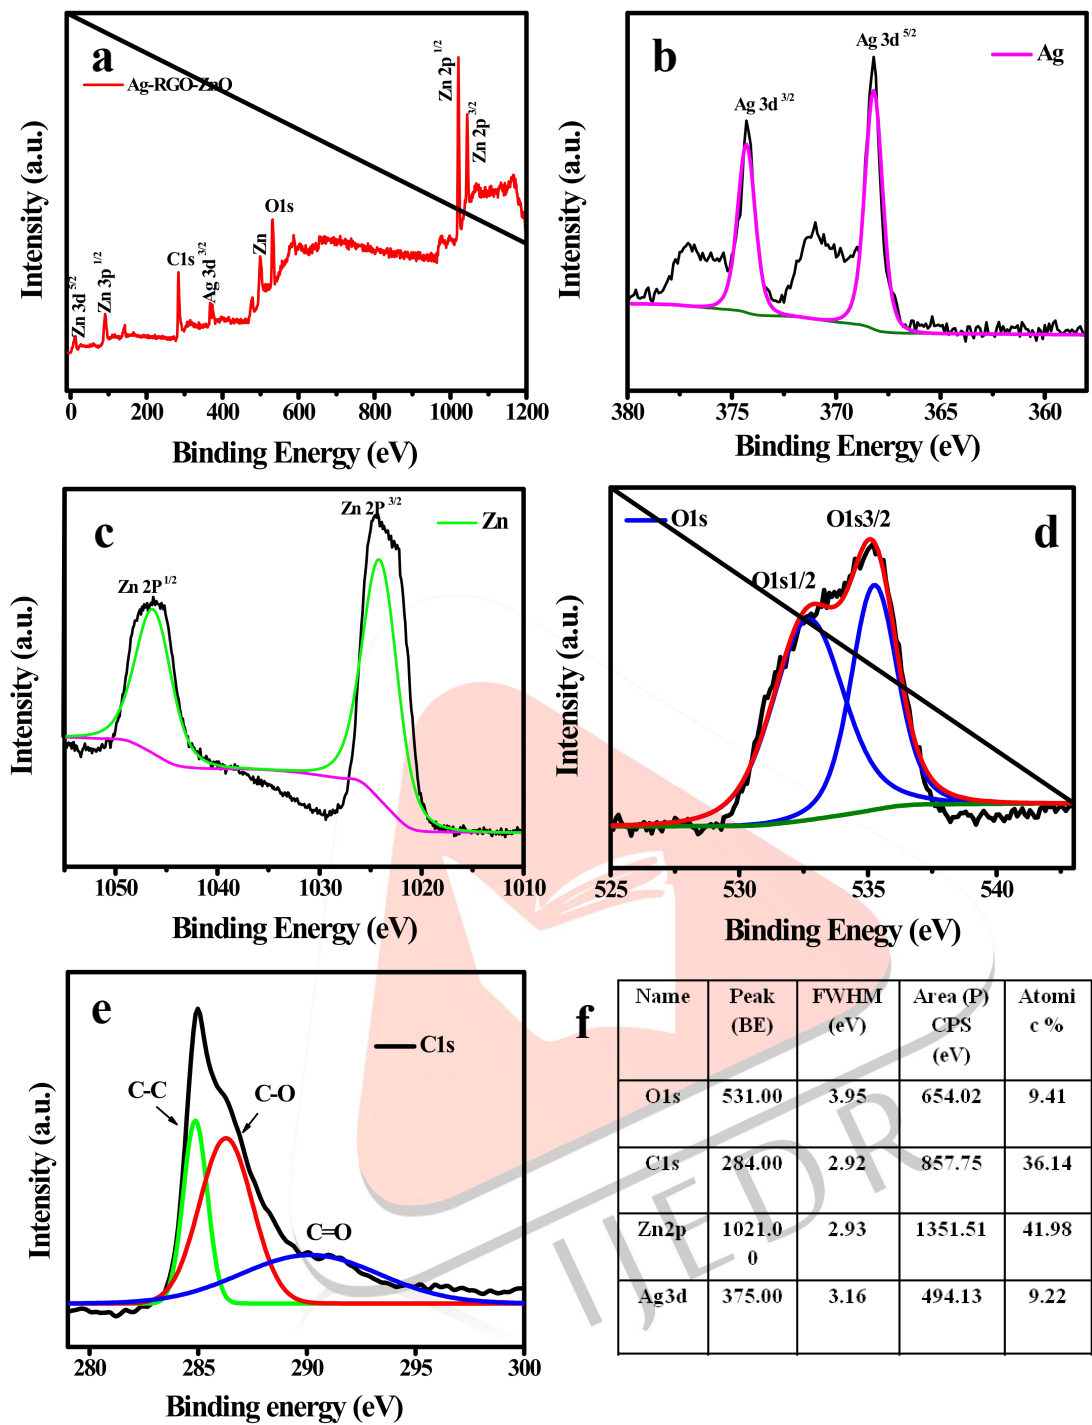 a
Ag-RGO-ZnO
Zn 3d 5/2
Zn 3p 1/2
C1s
Ag 3d 3/2
Zn
O1s
Zn 2p 1/2
Zn 2p 3/2
Intensity (a.u.)
0 200 400 600 800 1000 1200
Binding Energy (eV)
b
Ag 3d 3/2
Ag 3d 5/2
Ag
Intensity (a.u.)
380 375 370 365 360
Binding Energy (eV)
c
Zn 2P 1/2
Zn 2P 3/2
Zn
Intensity (a.u.)
1050 1040 1030 1020 1010
Binding Energy (eV)
d
O1s
O1s1/2
O1s3/2
Intensity (a.u.)
525 530 535 540
Binding Enegy (eV)
e
C1s
C-C
C-O
C=O
Intensity (a.u.)
280 285 290 295 300
Binding energy (eV)
f
Name Peak FWHM Area (P) Atomi
(BE) (eV) CPS c %
(eV)
O1s 531.00 3.95 654.02 9.41
C1s 284.00 2.92 857.75 36.14
Zn2p 1021.0 2.93 1351.51 41.98
0
Ag3d 375.00 3.16 494.13 9.22
IJEDR